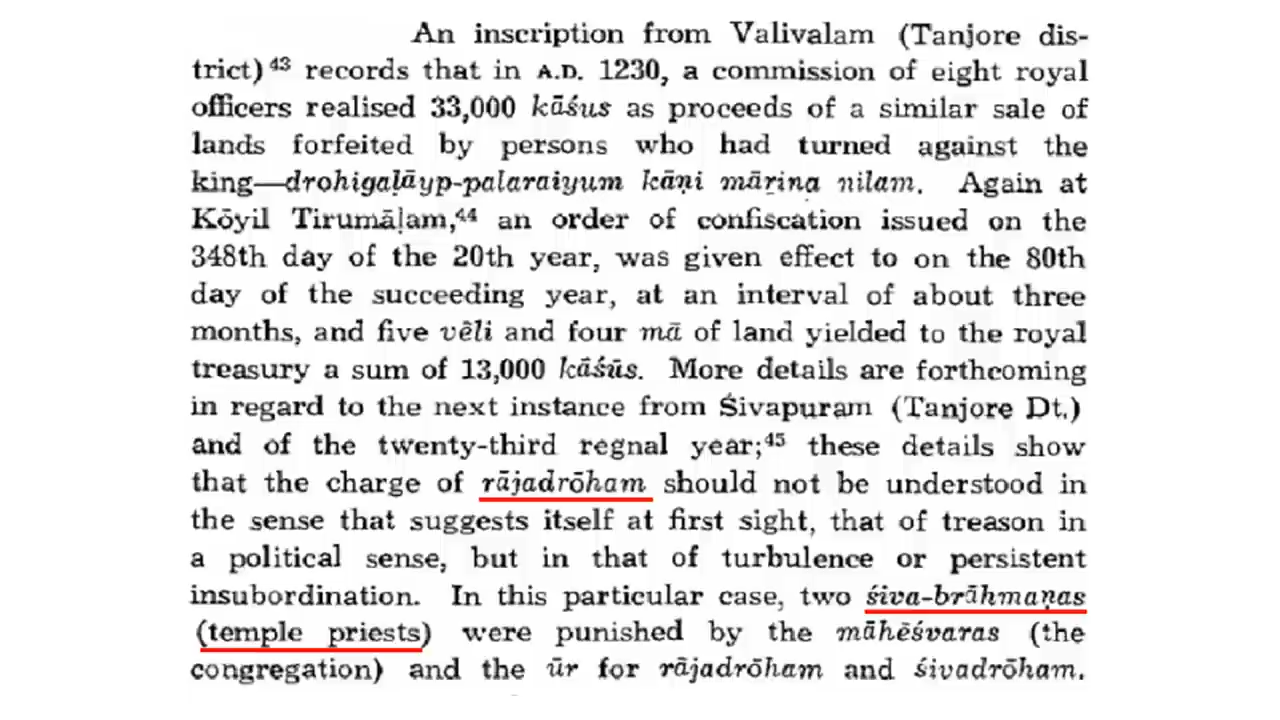 An inscription from Valivalam (Tanjore dis-
trict)⁴³ records that in A.D. 1230, a commission of eight royal
officers realised 33,000 kāśus as proceeds of a similar sale of
lands forfeited by persons who had turned against the
king—drohigaḷāyp-palaraiyum kāṇi māṟiṉa nilam. Again at
Kōyil Tirumāḷam,⁴⁴ an order of confiscation issued on the
348th day of the 20th year, was given effect to on the 80th
day of the succeeding year, at an interval of about three
months, and five vēli and four mā of land yielded to the royal
treasury a sum of 13,000 kāśūs. More details are forthcoming
in regard to the next instance from Śivapuram (Tanjore Dt.)
and of the twenty-third regnal year;⁴⁵ these details show
that the charge of rājadrōham should not be understood in
the sense that suggests itself at first sight, that of treason in
a political sense, but in that of turbulence or persistent
insubordination. In this particular case, two śiva-brāhmaṇas
(temple priests) were punished by the māhēśvaras (the
congregation) and the ūr for rājadrōham and śivadrōham.